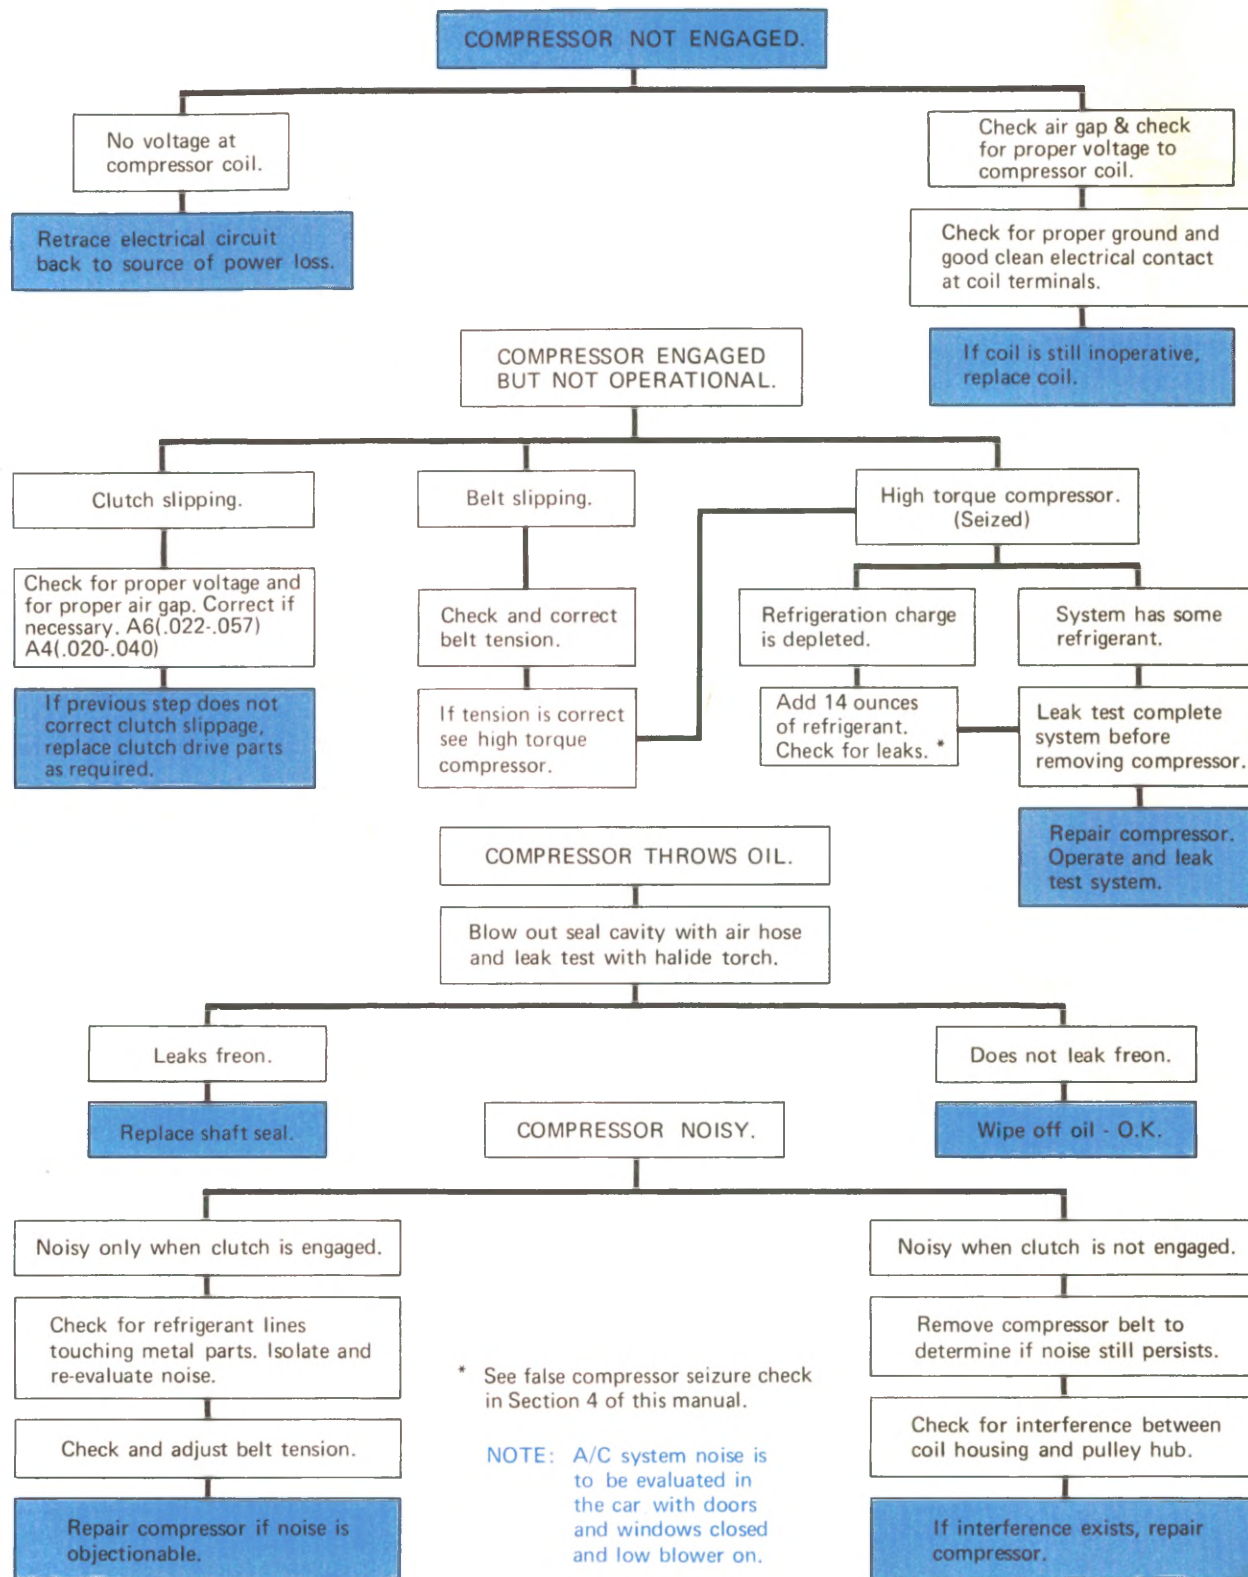 COMPRESSOR NOT ENGAGED.
No voltage at
compressor coil.
Retrace electrical circuit
back to source of power loss.
Check air gap & check
for proper voltage to
compressor coil.
Check for proper ground and
good clean electrical contact
at coil terminals.
If coil is still inoperative,
replace coil.
COMPRESSOR ENGAGED
BUT NOT OPERATIONAL.
Clutch slipping.
Check for proper voltage and
for proper air gap. Correct if
necessary. A6(.022-.057)
A4(.020-.040)
If previous step does not
correct clutch slippage,
replace clutch drive parts
as required.
Belt slipping.
Check and correct
belt tension.
If tension is correct
see high torque
compressor.
High torque compressor.
(Seized)
Refrigeration charge
is depleted.
Add 14 ounces
of refrigerant.
Check for leaks. *
System has some
refrigerant.
Leak test complete
system before
removing compressor.
Repair compressor.
Operate and leak
test system.
COMPRESSOR THROWS OIL.
Blow out seal cavity with air hose
and leak test with halide torch.
Leaks freon.
Replace shaft seal.
Does not leak freon.
Wipe off oil - O.K.
COMPRESSOR NOISY.
Noisy only when clutch is engaged.
Check for refrigerant lines
touching metal parts. Isolate and
re-evaluate noise.
Check and adjust belt tension.
Repair compressor if noise is
objectionable.
Noisy when clutch is not engaged.
Remove compressor belt to
determine if noise still persists.
Check for interference between
coil housing and pulley hub.
If interference exists, repair
compressor.
* See false compressor seizure check
in Section 4 of this manual.
NOTE: A/C system noise is
to be evaluated in
the car with doors
and windows closed
and low blower on.